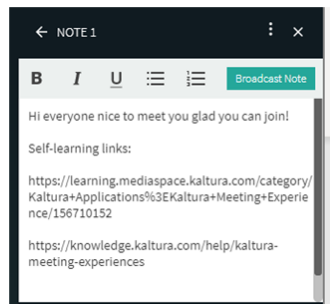 NOTE 1
B I U Broadcast Note
Hi everyone nice to meet you glad you can join!
Self-learning links:
https://learning.mediaspace.kaltura.com/category/
Kaltura+Applications%3EKaltura+Meeting+Experie
nce/156710152
https://knowledge.kaltura.com/help/kaltura-
meeting-experiences